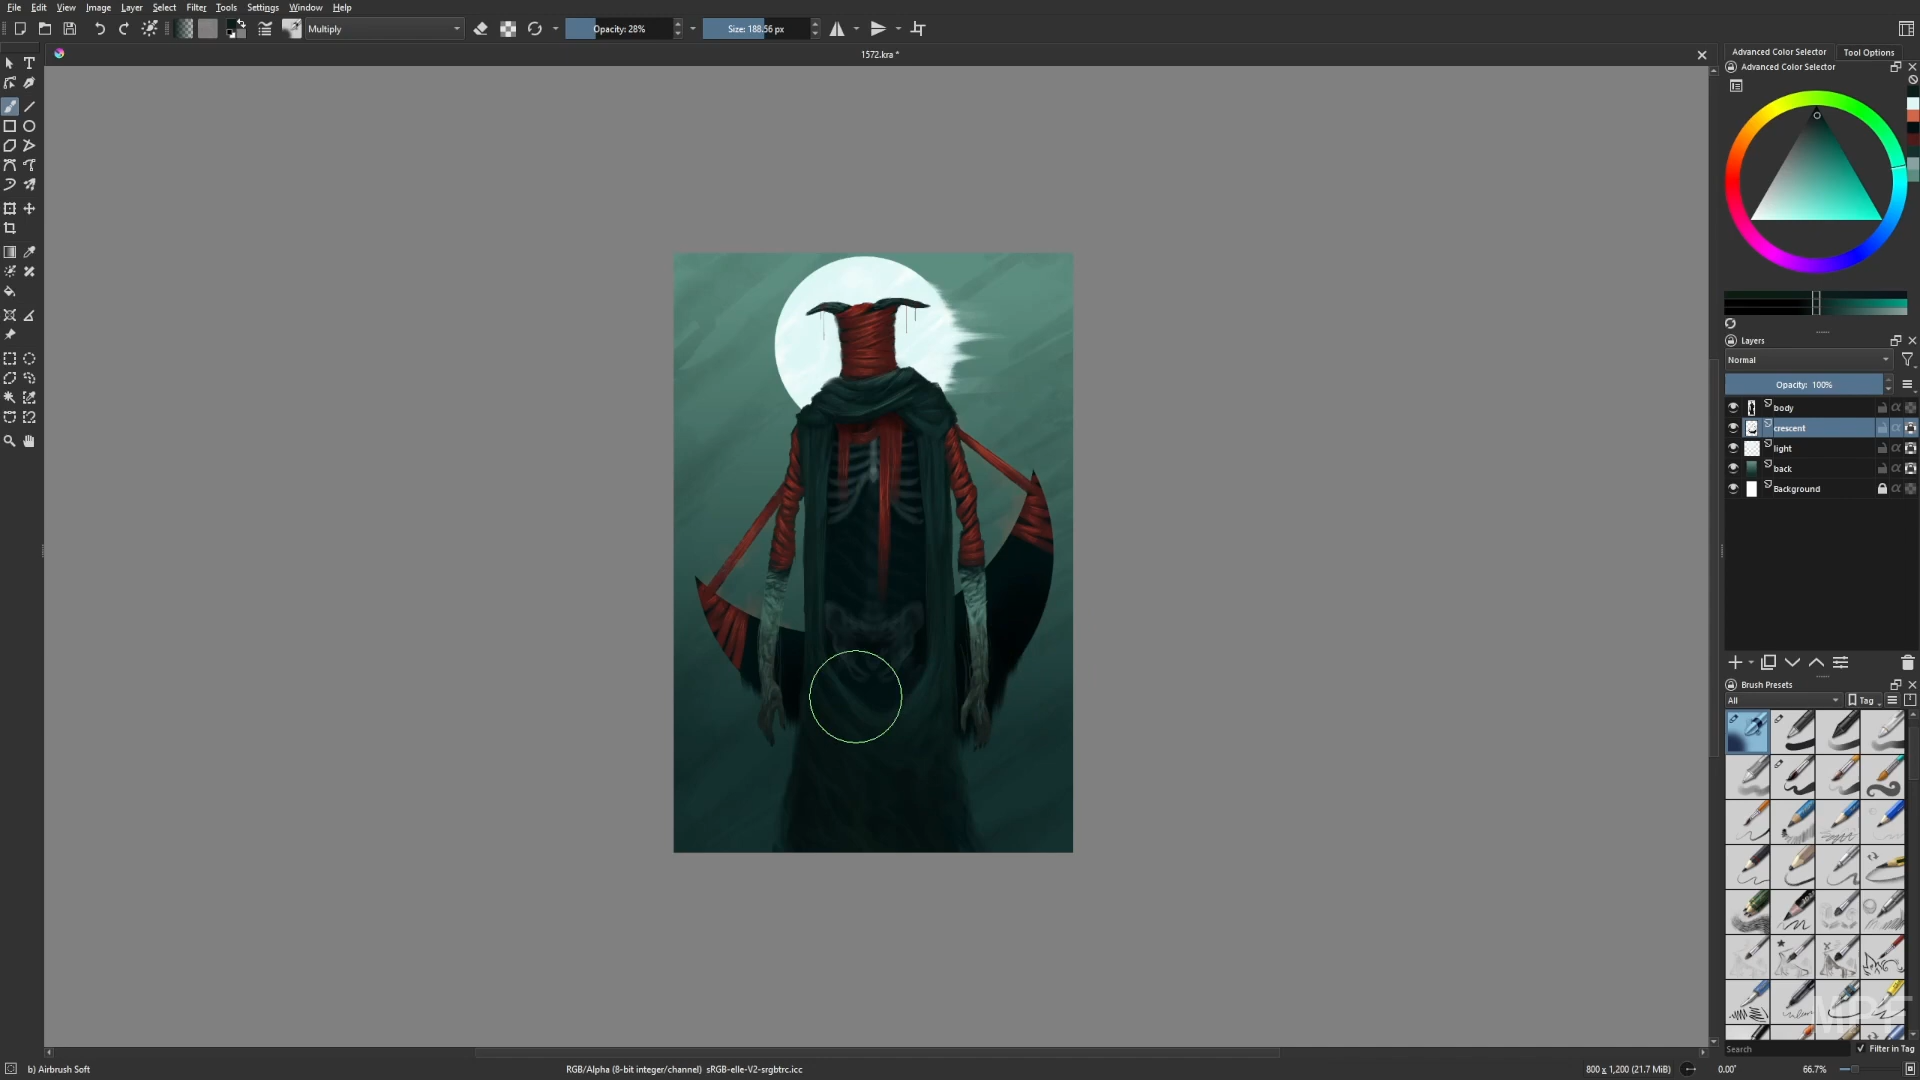 File Edit View Image Layer Select Filter Tools Settings Window Help
Multiply Opacity: 28% Size: 188.56 px
1572.kra *
Advanced Color Selector Tool Options
Advanced Color Selector
Layers
Normal
Opacity: 100%
body
crescent
light
back
Background
Brush Presets
All Tag
MPF
Search Filter in Tag
b) Airbrush Soft RGB/Alpha (8-bit integer/channel) sRGB-elle-V2-srgbtrc.icc 800 x 1,200 (21.7 MiB) 0.00° 66.7%